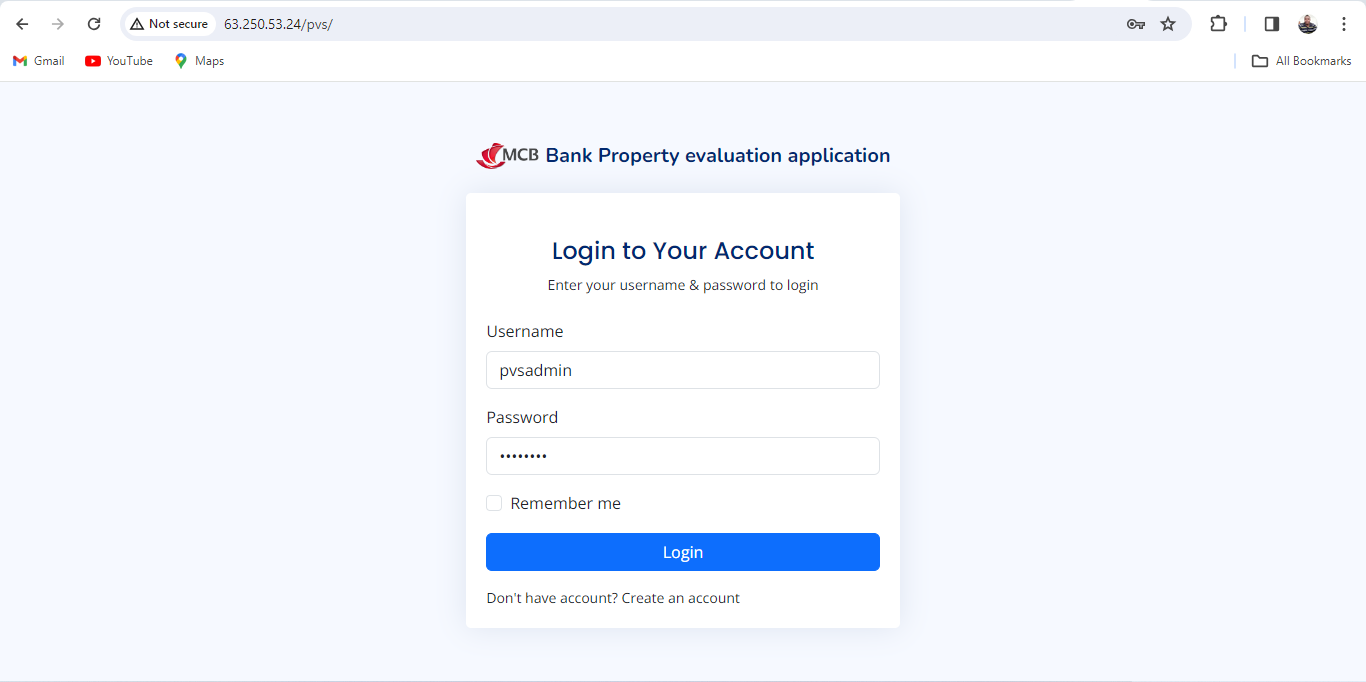 Not secure 63.250.53.24/pvs/
Gmail YouTube Maps All Bookmarks
MCB Bank Property evaluation application
Login to Your Account
Enter your username & password to login
Username
pvsadmin
Password
••••••••
Remember me
Login
Don't have account? Create an account